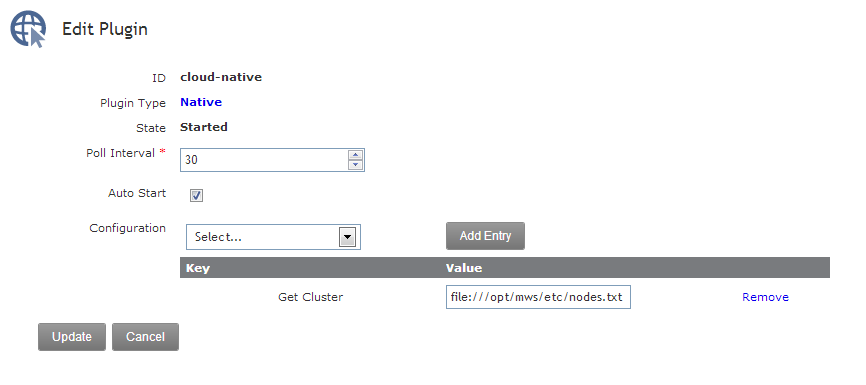 Edit Plugin
ID cloud-native
Plugin Type Native
State Started
Poll Interval * 30
Auto Start
Configuration Select... Add Entry
Key Value
Get Cluster file:///opt/mws/etc/nodes.txt Remove
Update Cancel